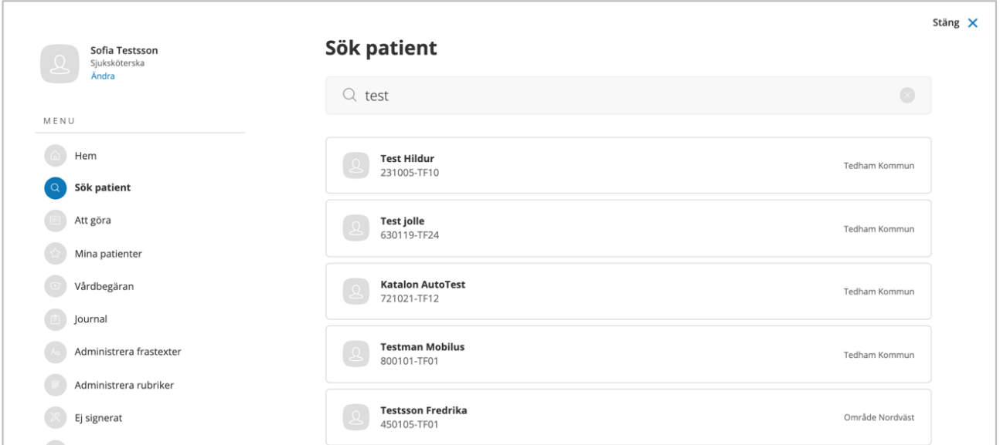 Stäng
Sofia Testsson
Sjuksköterska
Ändra
MENU
Hem
Sök patient
Att göra
Mina patienter
Vårdbegäran
Journal
Aa
Administrera frastexter
Administrera rubriker
Ej signerat
Sök patient
test
Test Hildur
231005-TF10
Tedham Kommun
Test jolle
630119-TF24
Tedham Kommun
Katalon AutoTest
721021-TF12
Tedham Kommun
Testman Mobilus
800101-TF01
Tedham Kommun
Testsson Fredrika
450105-TF01
Område Nordväst